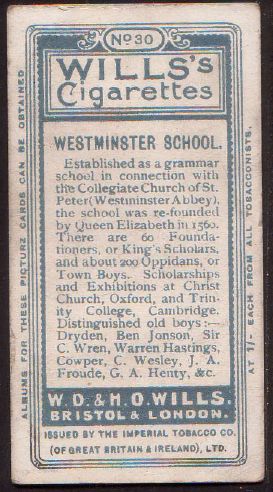 No 30
WILLS's
Cigarettes
WESTMINSTER SCHOOL.
Established as a grammar
school in connection with
the Collegiate Church of St.
Peter (Westminster Abbey),
the school was re-founded
by Queen Elizabeth in 1560.
There are 60 Founda-
tioners, or King's Scholars,
and about 200 Oppidans, or
Town Boys. Scholarships
and Exhibitions at Christ
Church, Oxford, and Trin-
ity College, Cambridge.
Distinguished old boys :—
Dryden, Ben Jonson, Sir
C. Wren, Warren Hastings,
Cowper, C. Wesley, J. A.
Froude, G. A. Henty, &c.
W. D. & H. O. WILLS.
BRISTOL & LONDON.
ISSUED BY THE IMPERIAL TOBACCO CO.
(OF GREAT BRITAIN & IRELAND), LTD.
ALBUMS FOR THESE PICTURE CARDS CAN BE OBTAINED
AT 1/- EACH FROM ALL TOBACCONISTS.